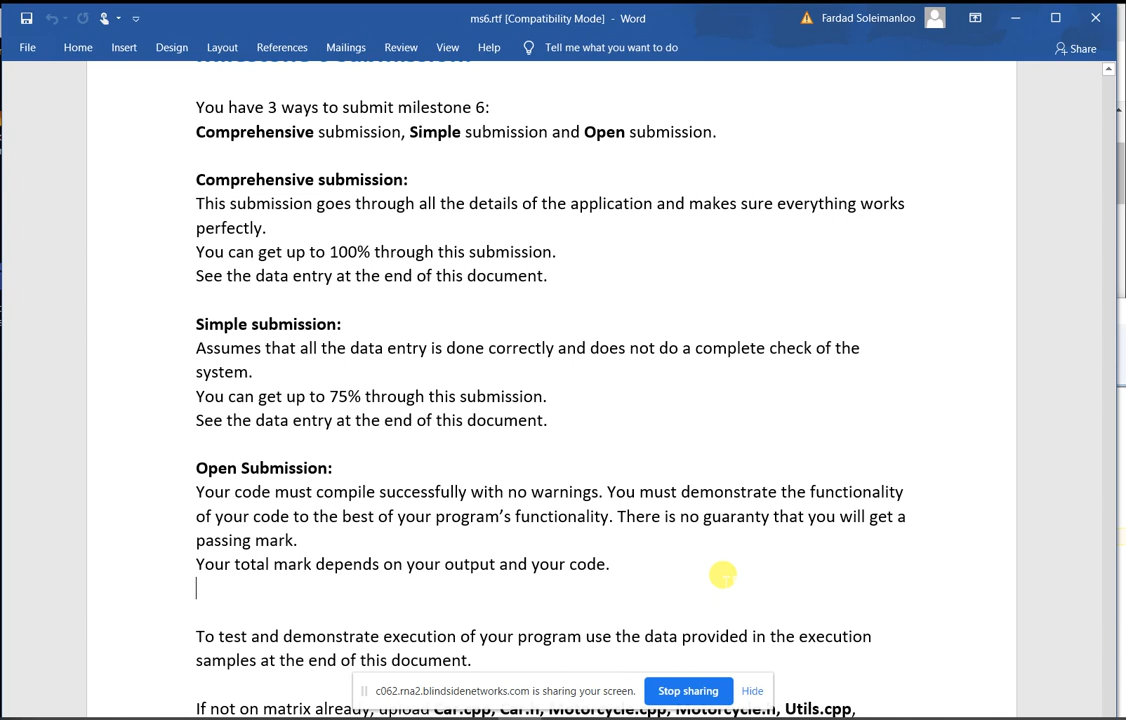 ms6.rtf [Compatibility Mode] - Word
Fardad Soleimanloo
File Home Insert Design Layout References Mailings Review View Help Tell me what you want to do
Share
You have 3 ways to submit milestone 6:
Comprehensive submission, Simple submission and Open submission.
Comprehensive submission:
This submission goes through all the details of the application and makes sure everything works
perfectly.
You can get up to 100% through this submission.
See the data entry at the end of this document.
Simple submission:
Assumes that all the data entry is done correctly and does not do a complete check of the
system.
You can get up to 75% through this submission.
See the data entry at the end of this document.
Open Submission:
Your code must compile successfully with no warnings. You must demonstrate the functionality
of your code to the best of your program's functionality. There is no guaranty that you will get a
passing mark.
Your total mark depends on your output and your code.
To test and demonstrate execution of your program use the data provided in the execution
samples at the end of this document.
c062.rna2.blindsidenetworks.com is sharing your screen. Stop sharing Hide
If not on matrix already, upload Car.cpp, Car.h, Motorcycle.cpp, Motorcycle.h, Utils.cpp,